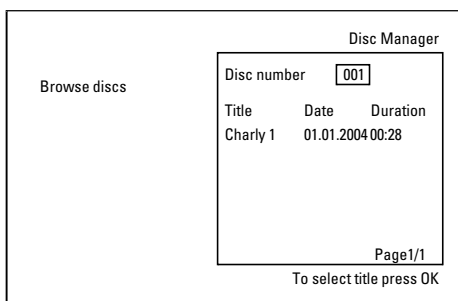 Disc Manager
Browse discs
Disc number 001
Title Date Duration
Charly 1 01.01.2004 00:28
Page1/1
To select title press OK